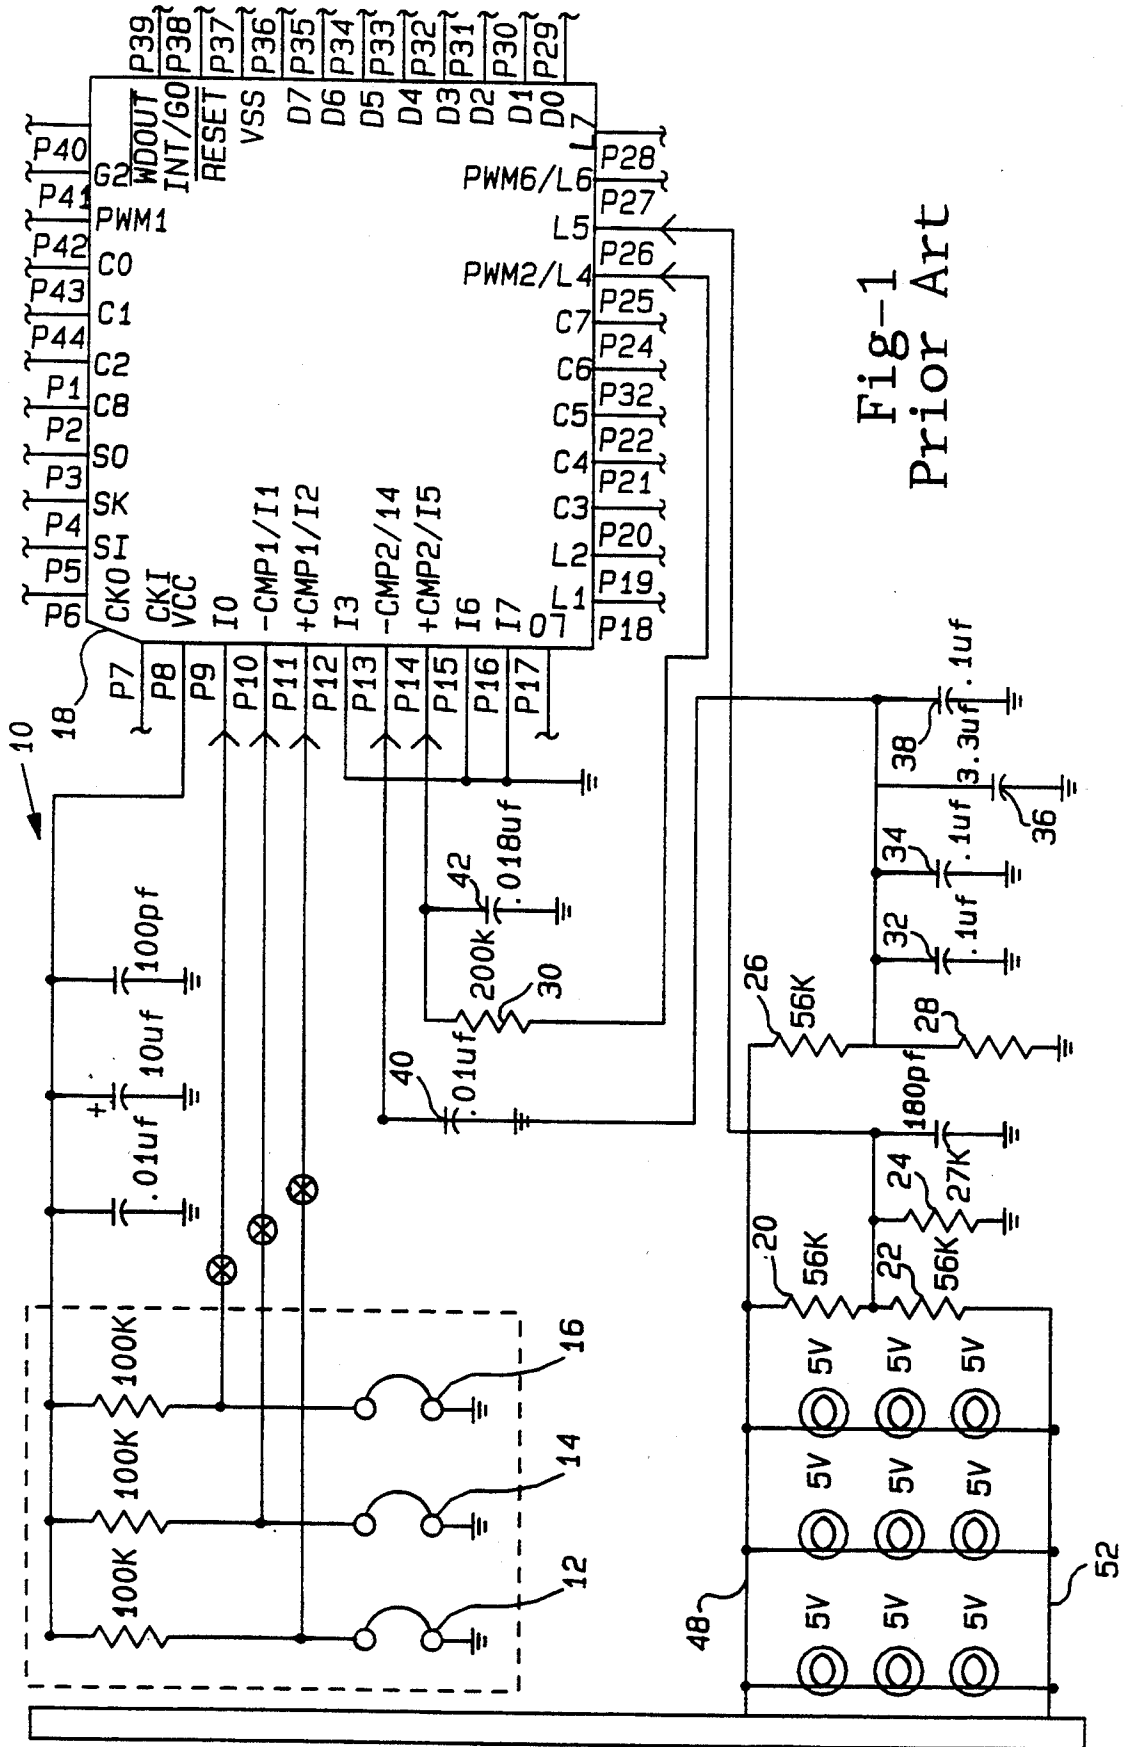 P39
P38
P37
P36
P35
P34
P33
P32
P31
P30
P29
P40
P41
P42
P43
P44
P1
P2
P3
P4
P5
P6
WDOUT
INT/G0
RESET
VSS
D7
D6
D5
D4
D3
D2
D1
D0
G2
PWM1
C0
C1
C2
C8
SO
SK
SI
CKO
CKI
VCC
I0
-CMP1/I1
+CMP1/I2
I3
-CMP2/14
+CMP2/I5
I6
I7
LO
L7
PWM6/L6
L5
PWM2/L4
C7
C6
C5
C4
C3
L2
L1
P28
P27
P26
P25
P24
P32
P22
P21
P20
P19
P18
P7
P8
P9
P10
P11
P12
P13
P14
P15
P16
P17
18
10
100pf
+
10uf
.01uf
42
.018uf
200k
30
40
.01uf
100K
100K
100K
16
14
12
38
.1uf
3.3uf
36
34
.1uf
32
.1uf
26
56K
28
180pf
24
27K
20
56K
22
56K
5V
5V
5V
5V
5V
5V
5V
5V
5V
48
52
Fig-1
Prior Art